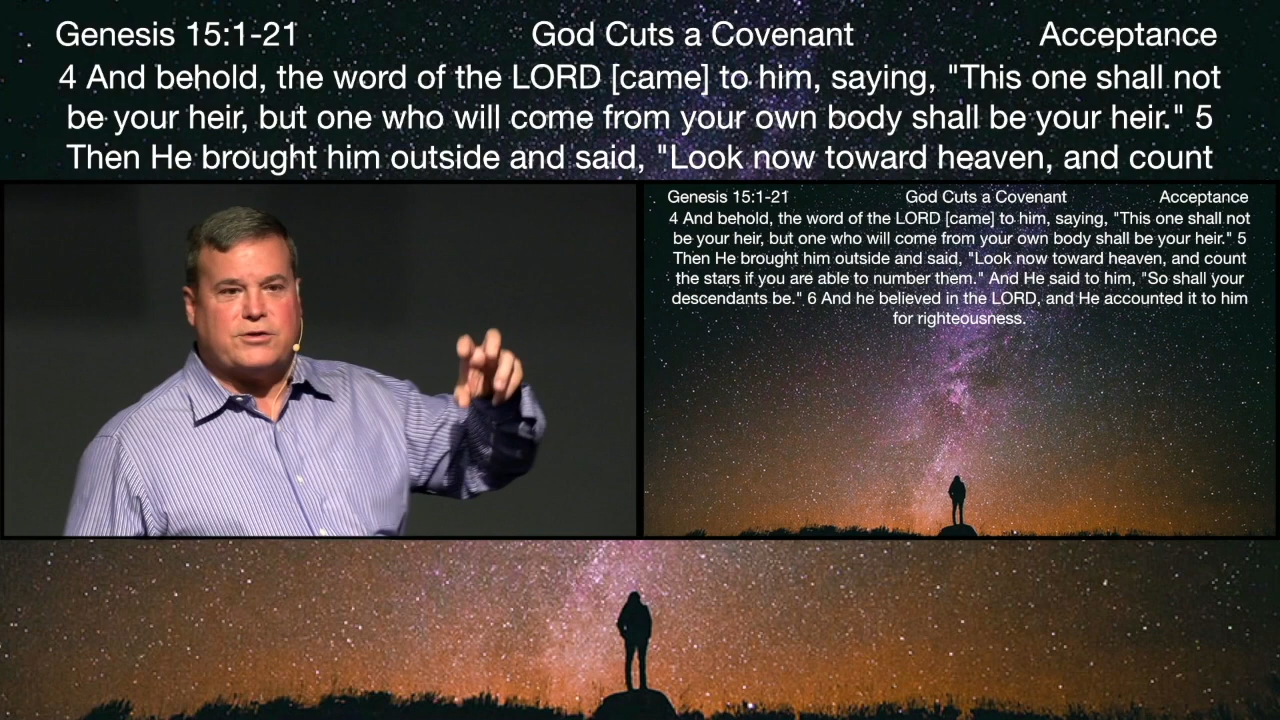 Genesis 15:1-21 God Cuts a Covenant Acceptance
4 And behold, the word of the LORD [came] to him, saying, "This one shall not
be your heir, but one who will come from your own body shall be your heir." 5
Then He brought him outside and said, "Look now toward heaven, and count
Genesis 15:1-21 God Cuts a Covenant Acceptance
4 And behold, the word of the LORD [came] to him, saying, "This one shall not
be your heir, but one who will come from your own body shall be your heir." 5
Then He brought him outside and said, "Look now toward heaven, and count
the stars if you are able to number them." And He said to him, "So shall your
descendants be." 6 And he believed in the LORD, and He accounted it to him
for righteousness.